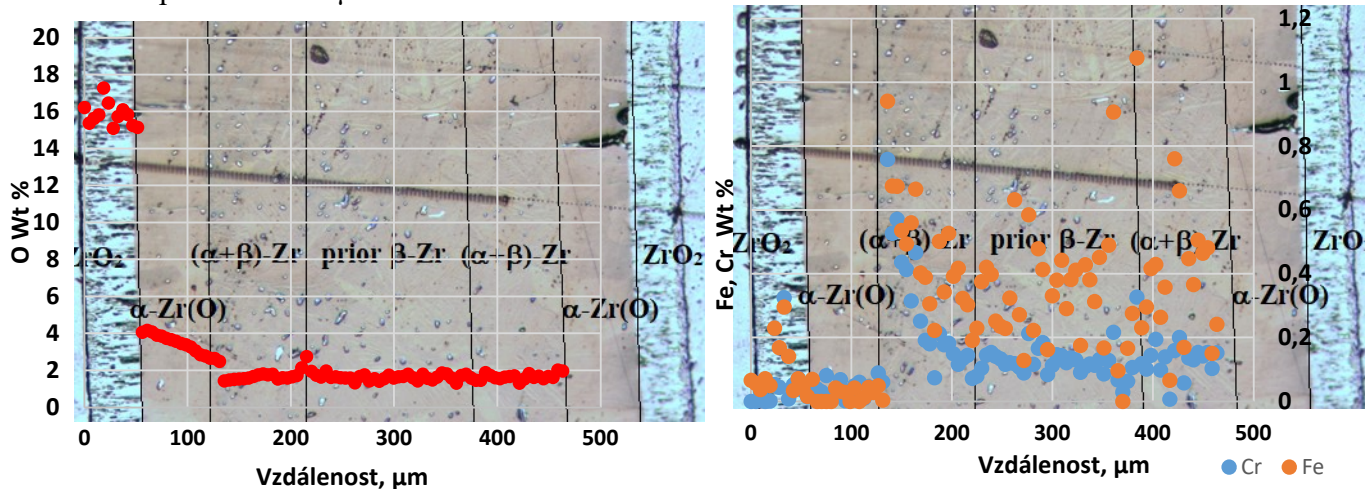 20
18
16
14
12
10
8
6
4
2
0
O Wt %
ZrO₂
(α+β)-Zr
prior β-Zr
(α+β)-Zr
ZrO₂
α-Zr(O)
α-Zr(O)
0 100 200 300 400 500
Vzdálenost, µm
1,2
1
0,8
0,6
0,4
0,2
0
Fe, Cr Wt %
ZrO₂
(α+β)-Zr
prior β-Zr
(α+β)-Zr
ZrO
α-Zr(O)
α-Zr(O)
0 100 200 300 400 500
Vzdálenost, µm
Cr Fe